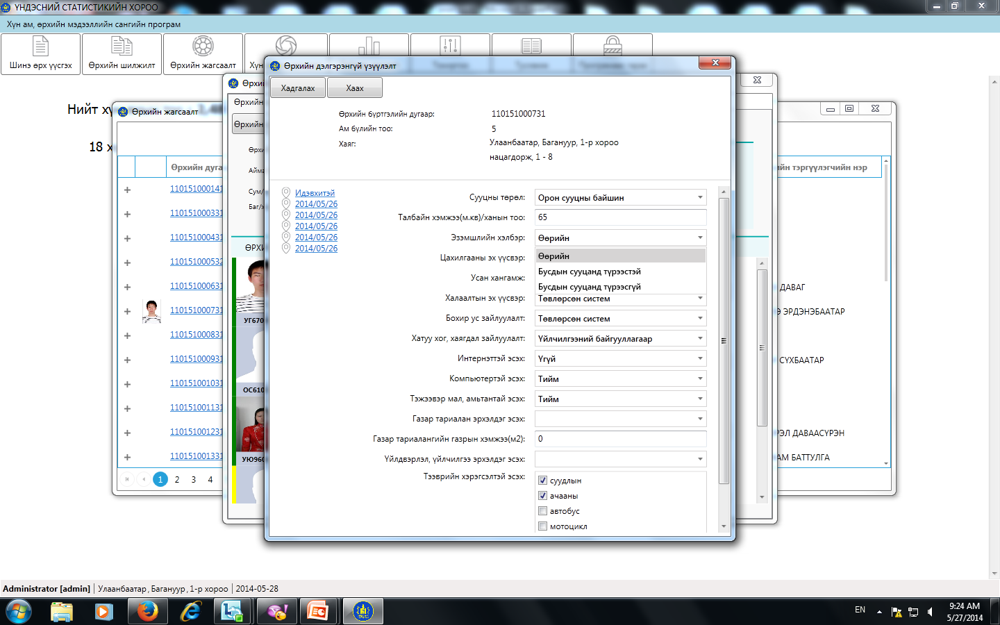 ҮНДЭСНИЙ СТАТИСТИКИЙН ХОРОО
Хүн ам, өрхийн мэдээллийн сангийн програм
Шинэ өрх үүсгэх
Өрхийн шилжилт
Өрхийн жагсаалт
Нийт
18
Өрхийн жагсаалт
Өрхийн дуга
ийн тэргүүлэгчийн нэр
110151000141
110151000331
110151000431
110151000532
110151000631
ДАВАГ
110151000731
ЭРДЭНЭБААТАР
110151000831
110151000931
СҮХБААТАР
110151001031
110151001131
110151001231
РЭЛ ДАВААСҮРЭН
110151001331
АМ БАТТУЛГА
1 2 3 4
Өрхи
Өрхийн
Өрхийн
Өрхи
Айма
Сум/
Баг/х
ӨРХИ
УГ670
ОС610
УЮ960
Өрхийн дэлгэрэнгүй үзүүлэлт
Хадгалах
Хаах
Өрхийн бүртгэлийн дугаар: 110151000731
Ам бүлийн тоо: 5
Хаяг: Улаанбаатар, Багануур, 1-р хороо
нацагдорж, 1 - 8
Идэвхитэй
2014/05/26
2014/05/26
2014/05/26
2014/05/26
2014/05/26
Сууцны төрөл: Орон сууцны байшин
Талбайн хэмжээ(м.кв)/ханын тоо: 65
Эзэмшлийн хэлбэр: Өөрийн
Цахилгааны эх үүсвэр:
Өөрийн
Бусдын сууцанд түрээстэй
Усан хангамж:
Бусдын сууцанд түрээсгүй
Халаалтын эх үүсвэр: Төвлөрсөн систем
Бохир ус зайлуулалт: Төвлөрсөн систем
Хатуу хог, хаягдал зайлуулалт: Үйлчилгээний байгууллагаар
Интернэттэй эсэх: Үгүй
Компьютертэй эсэх: Тийм
Тэжээвэр мал, амьтантай эсэх: Тийм
Газар тариалан эрхэлдэг эсэх:
Газар тариалангийн газрын хэмжээ(м2): 0
Үйлдвэрлэл, үйлчилгээ эрхэлдэг эсэх:
Тээврийн хэрэгсэлтэй эсэх:
суудлын
ачааны
автобус
мотоцикл
Administrator [admin] Улаанбаатар, Багануур, 1-р хороо 2014-05-28
EN
9:24 AM
5/27/2014